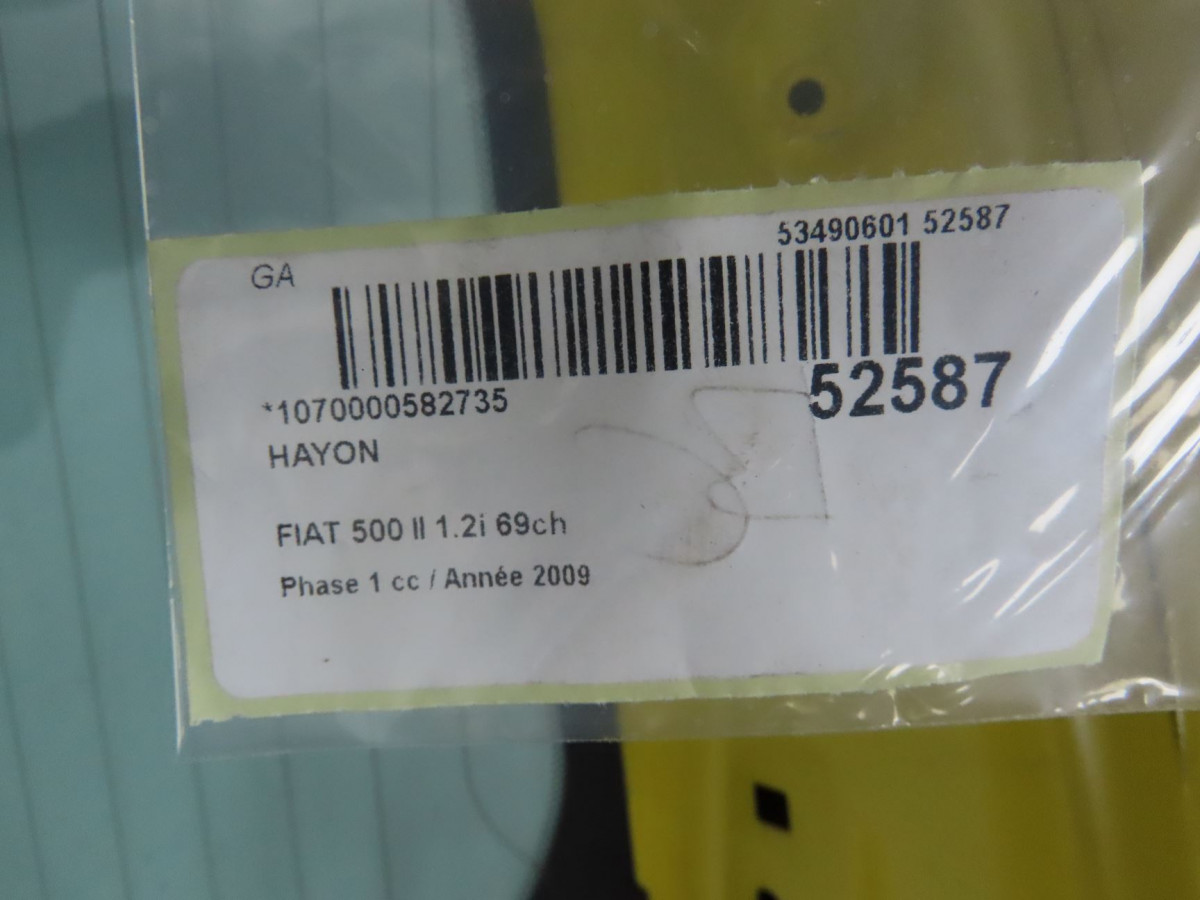 53490601 52587
GA
52587
*1070000582735
HAYON
FIAT 500 II 1.2i 69ch
Phase 1 cc / Année 2009